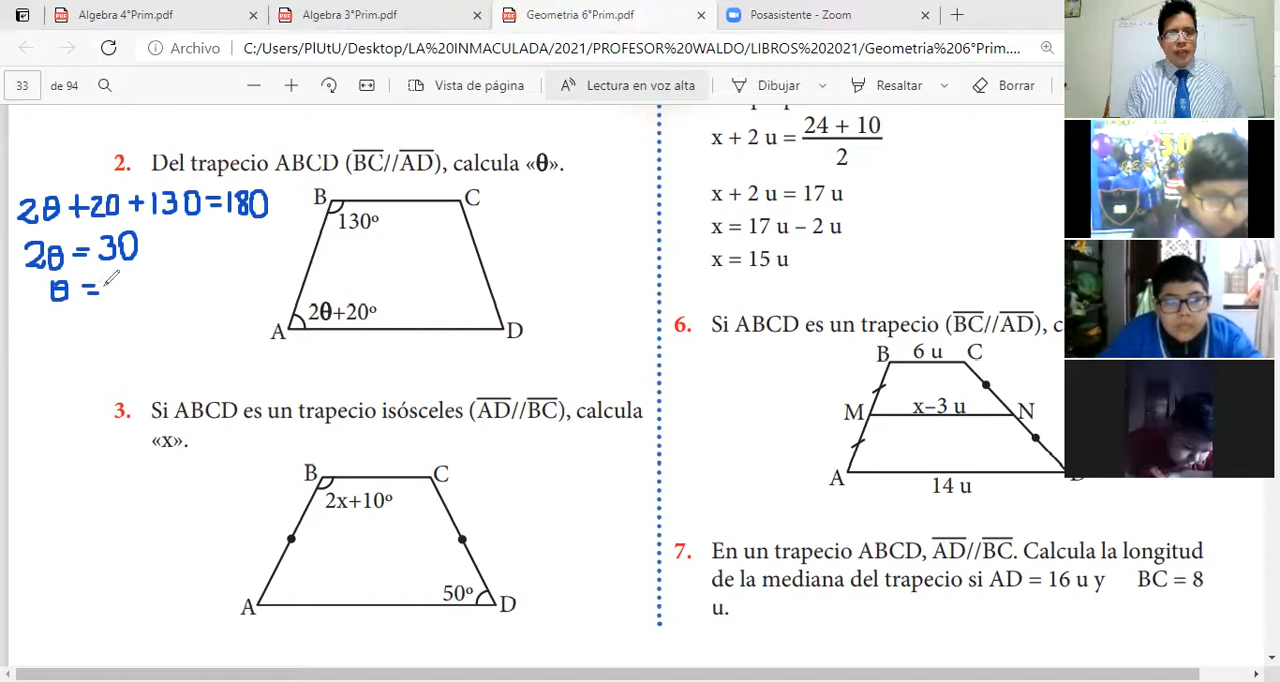 Algebra 4°Prim.pdf
Algebra 3°Prim.pdf
Geometria 6°Prim.pdf
Posasistente - Zoom
Archivo
C:/Users/PlUtU/Desktop/LA%20INMACULADA/2021/PROFESOR%20WALDO/LIBROS%202021/Geometria%206°Prim....
33 de 94
Vista de página
Lectura en voz alta
Dibujar
Resaltar
Borrar
2. Del trapecio ABCD (BC//AD), calcula «θ».
2θ+20+130=180
2θ = 30
θ =
B
C
130º
2θ+20º
A
D
3. Si ABCD es un trapecio isósceles (AD//BC), calcula
«x».
B
C
2x+10º
50º
A
D
x + 2 u = 24 + 10
2
x + 2 u = 17 u
x = 17 u – 2 u
x = 15 u
6. Si ABCD es un trapecio (BC//AD), c
B 6 u C
M x–3 u N
A
14 u
7. En un trapecio ABCD, AD//BC. Calcula la longitud
de la mediana del trapecio si AD = 16 u y BC = 8
u.
30